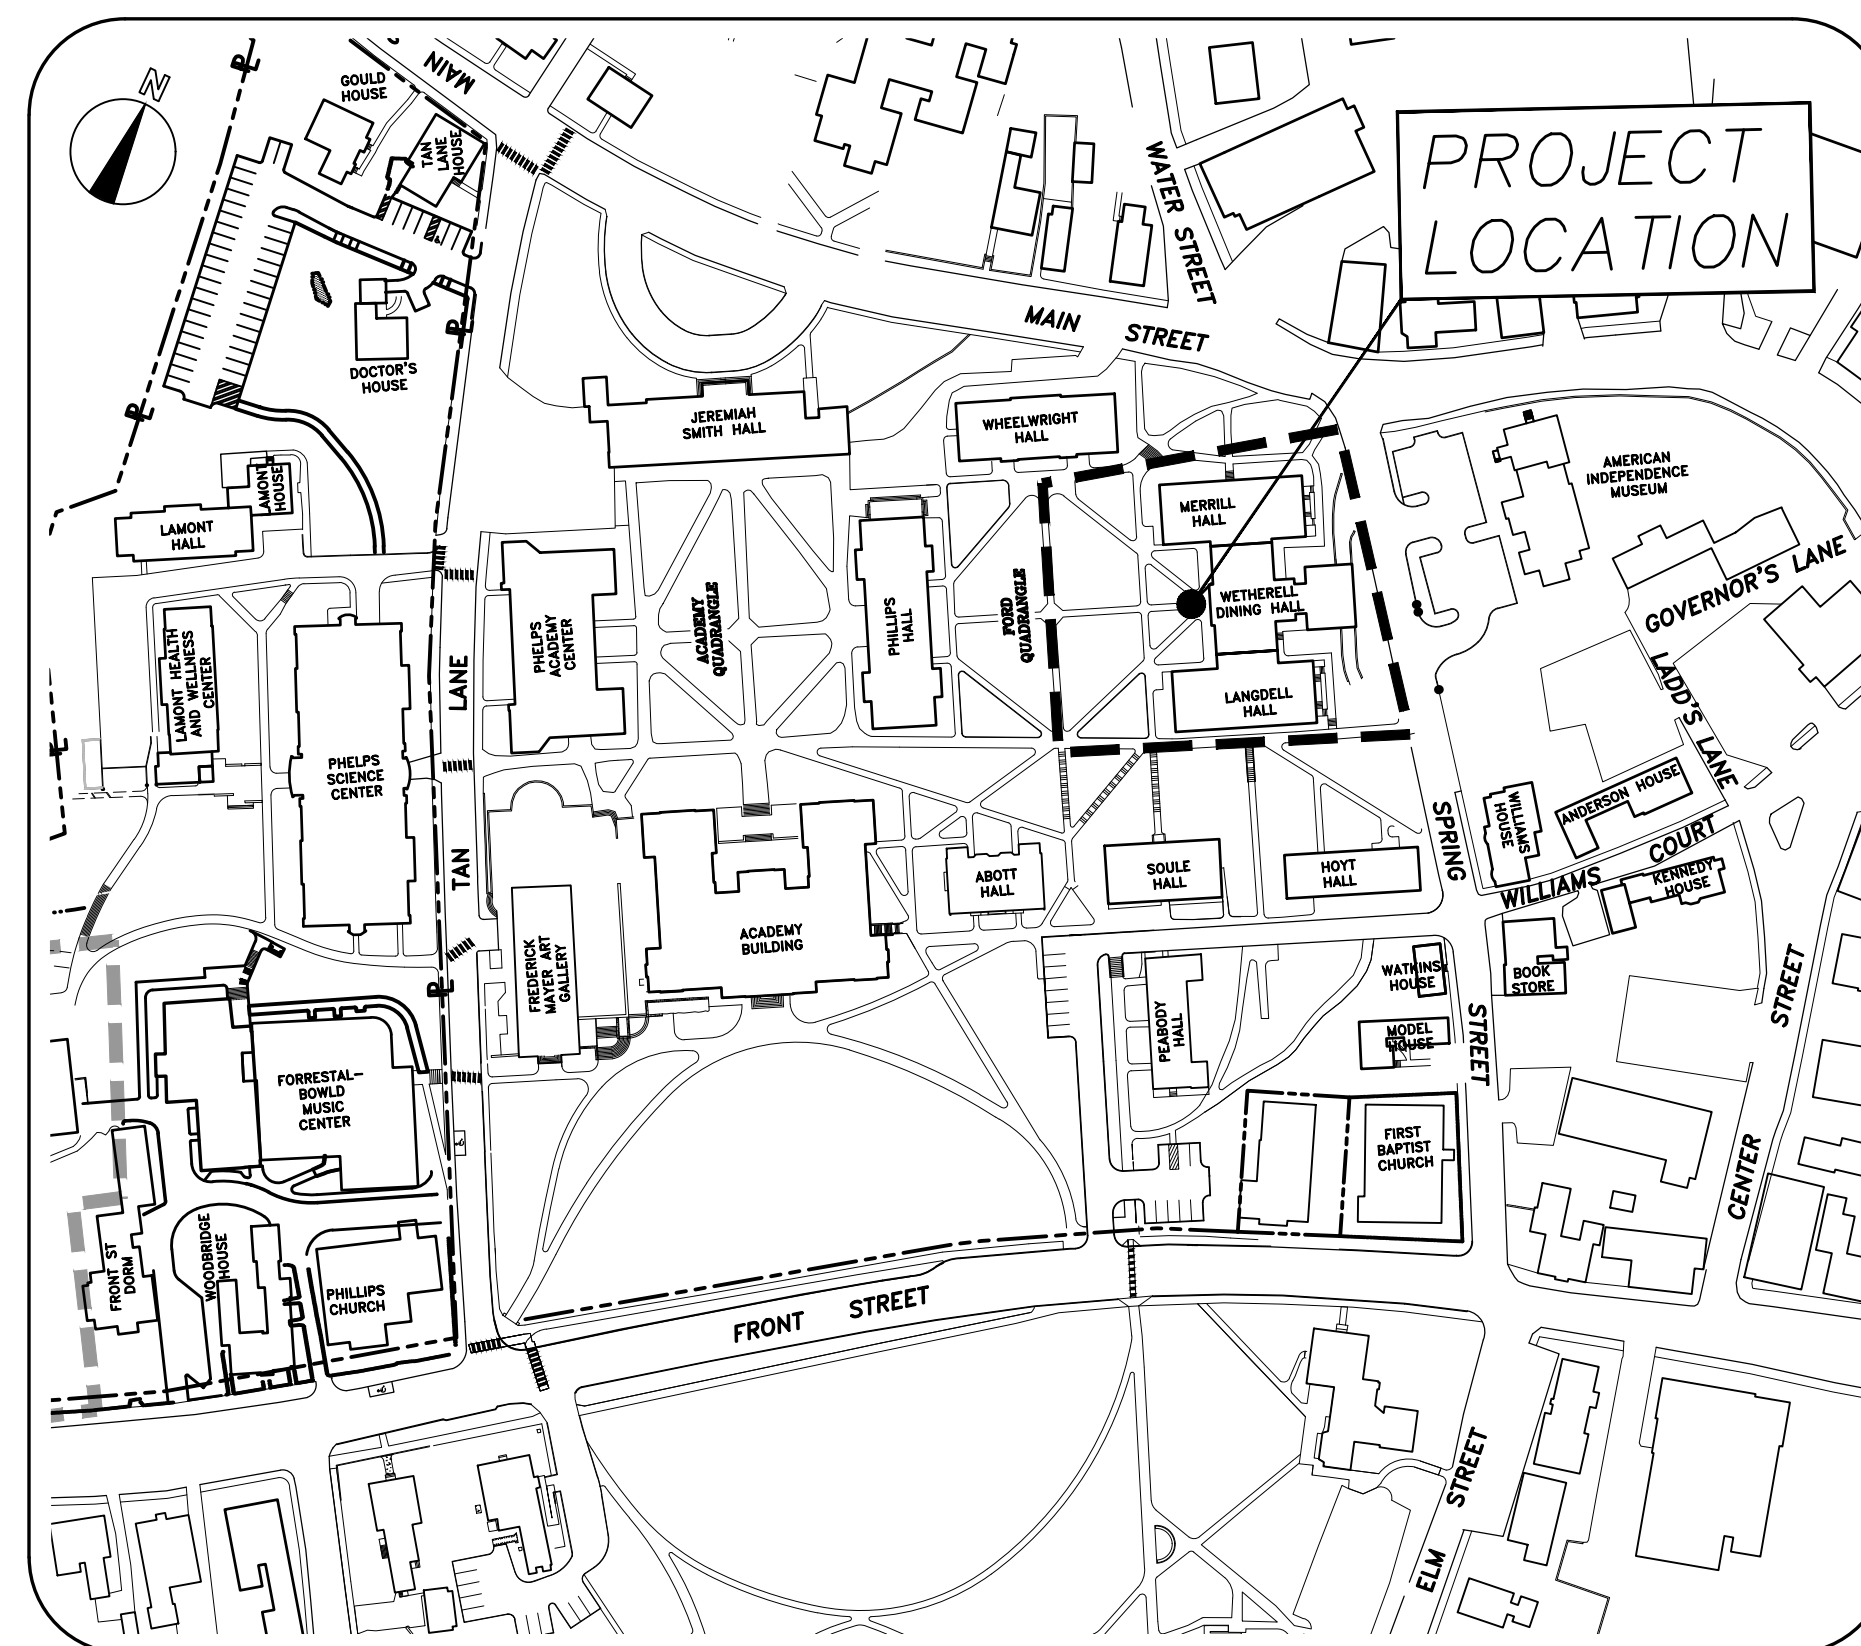 N
PL
GOULD
HOUSE
MAIN
TAN
LANE
HOUSE
WATER STREET
PROJECT
LOCATION
PL
DOCTOR'S
HOUSE
PL
MAIN STREET
JEREMIAH
SMITH HALL
WHEELWRIGHT
HALL
AMERICAN
INDEPENDENCE
MUSEUM
LAMONT
HOUSE
LAMONT
HALL
MERRILL
HALL
GOVERNOR'S LANE
PHELPS
ACADEMY
CENTER
ACADEMY
QUADRANGLE
PHILLIPS
HALL
FORD
QUADRANGLE
WETHERELL
DINING HALL
LAMONT HEALTH
AND WELLNESS
CENTER
TAN LANE
LANGDELL
HALL
LADD'S LANE
PHELPS
SCIENCE
CENTER
ANDERSON HOUSE
WILLIAMS
HOUSE
SPRING STREET
WILLIAMS COURT
KENNEDY
HOUSE
ABOTT
HALL
SOULE
HALL
HOYT
HALL
ACADEMY
BUILDING
FREDERICK
MAYER ART
GALLERY
PL
WATKINS
HOUSE
BOOK
STORE
PEABODY
HALL
MODEL
HOUSE
CENTER STREET
FORRESTAL-
BOWLD
MUSIC
CENTER
FIRST
BAPTIST
CHURCH
FRONT ST
DORM
WOODBRIDGE
HOUSE
PHILLIPS
CHURCH
FRONT STREET
ELM STREET